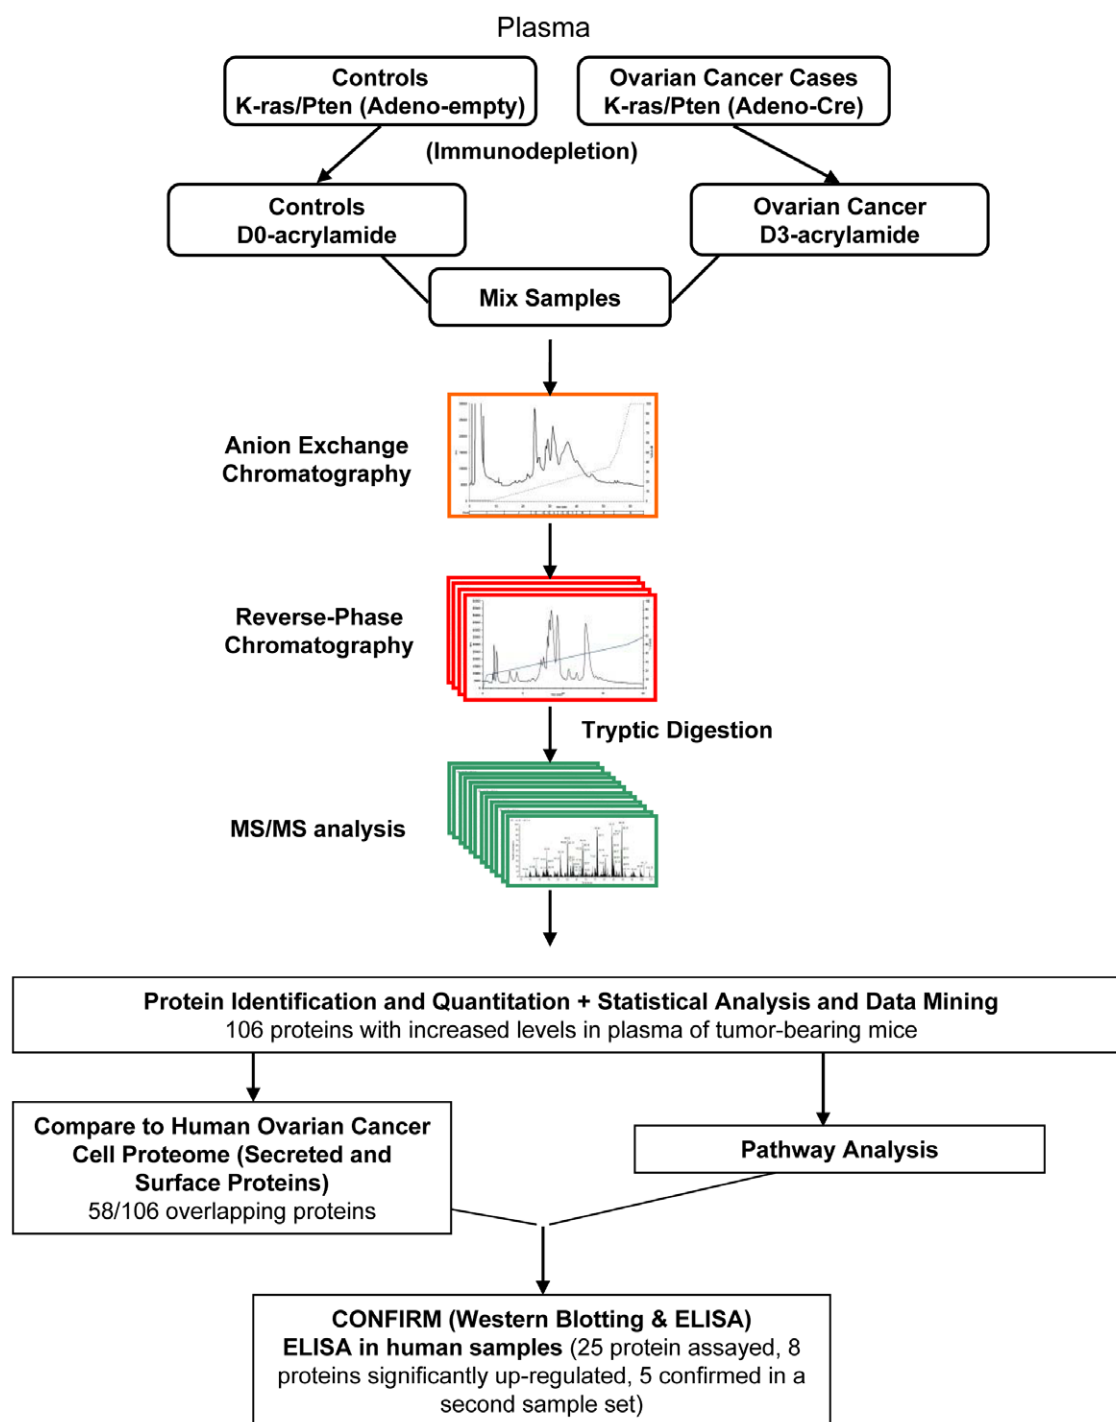 Plasma
Controls
K-ras/Pten (Adeno-empty)
Ovarian Cancer Cases
K-ras/Pten (Adeno-Cre)
(Immunodepletion)
Controls
D0-acrylamide
Ovarian Cancer
D3-acrylamide
Mix Samples
Anion Exchange
Chromatography
Reverse-Phase
Chromatography
Tryptic Digestion
MS/MS analysis
Protein Identification and Quantitation + Statistical Analysis and Data Mining
106 proteins with increased levels in plasma of tumor-bearing mice
Compare to Human Ovarian Cancer
Cell Proteome (Secreted and
Surface Proteins)
58/106 overlapping proteins
Pathway Analysis
CONFIRM (Western Blotting & ELISA)
ELISA in human samples (25 protein assayed, 8
proteins significantly up-regulated, 5 confirmed in a
second sample set)